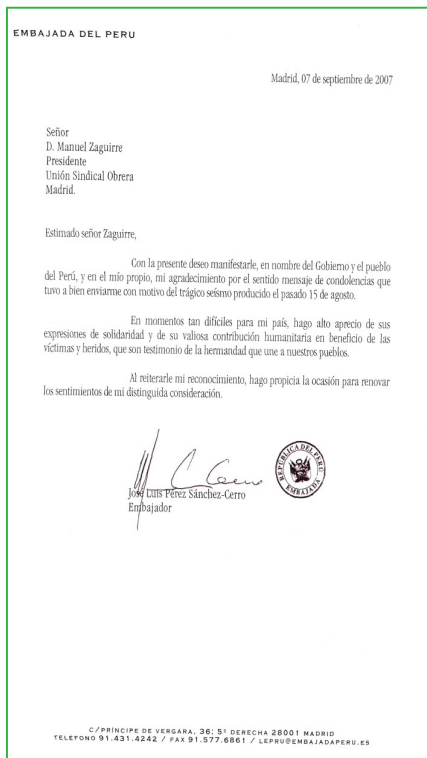 EMBAJADA DEL PERU
Madrid, 07 de septiembre de 2007
Señor
D. Manuel Zaguirre
Presidente
Unión Sindical Obrera
Madrid.
Estimado señor Zaguirre,
Con la presente deseo manifestarle, en nombre del Gobierno y el pueblo
del Perú, y en el mío propio, mi agradecimiento por el sentido mensaje de condolencias que
tuvo a bien enviarme con motivo del trágico seísmo producido el pasado 15 de agosto.
En momentos tan difíciles para mi país, hago alto aprecio de sus
expresiones de solidaridad y de su valiosa contribución humanitaria en beneficio de las
víctimas y heridos, que son testimonio de la hermandad que une a nuestros pueblos.
Al reiterarle mi reconocimiento, hago propicia la ocasión para renovar
los sentimientos de mi distinguida consideración.
José Luis Pérez Sánchez-Cerro
Embajador
REPUBLICA DEL PERU
EMBAJADA
C/PRÍNCIPE DE VERGARA, 36; 5º DERECHA 28001 MADRID
TELEFONO 91.431.4242 / FAX 91.577.6861 / LEPRU@EMBAJADAPERU.ES